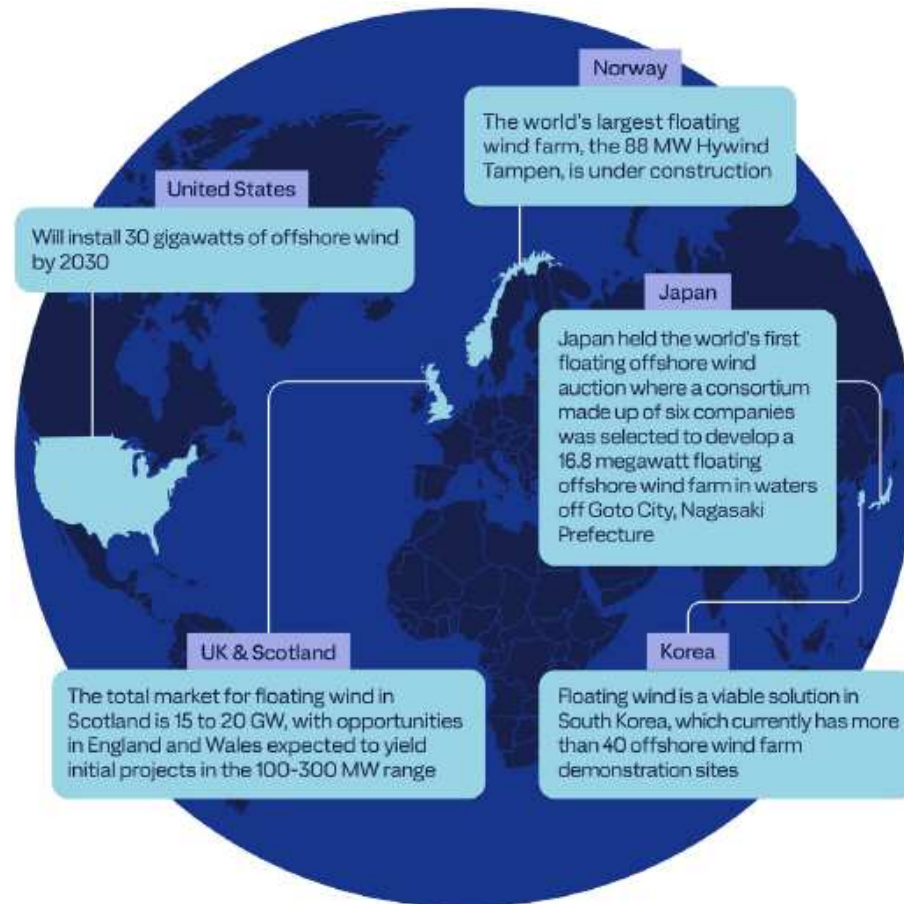 Norway
The world's largest floating
wind farm, the 88 MW Hywind
Tampen, is under construction
United States
Will install 30 gigawatts of offshore wind
by 2030
Japan
Japan held the world's first
floating offshore wind
auction where a consortium
made up of six companies
was selected to develop a
16.8 megawatt floating
offshore wind farm in waters
off Goto City, Nagasaki
Prefecture
UK & Scotland
The total market for floating wind in
Scotland is 15 to 20 GW, with opportunities
in England and Wales expected to yield
initial projects in the 100-300 MW range
Korea
Floating wind is a viable solution in
South Korea, which currently has more
than 40 offshore wind farm
demonstration sites